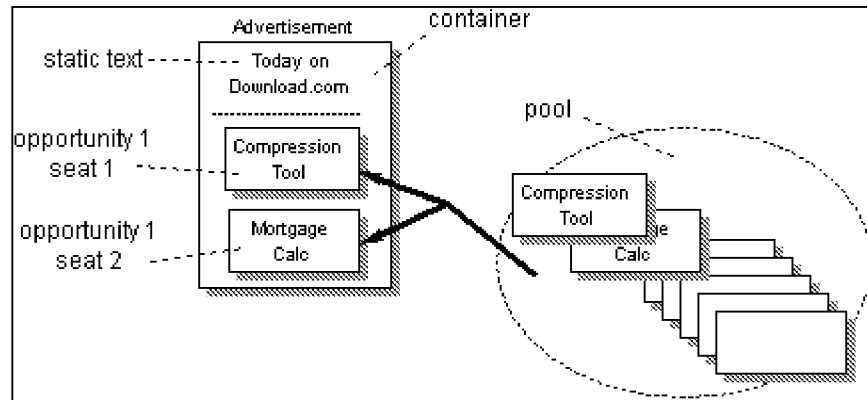 Advertisement
container
static text
Today on
Download.com
pool
opportunity 1
seat 1
Compression
Tool
Compression
Tool
opportunity 1
seat 2
Mortgage
Calc
Calc